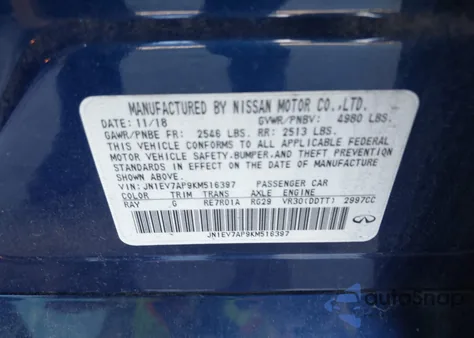 MANUFACTURED BY NISSAN MOTOR CO.,LTD.
DATE: 11/18 GVWR/PNBV: 4980 LBS.
GAWR/PNBE FR: 2546 LBS. RR: 2513 LBS.
THIS VEHICLE CONFORMS TO ALL APPLICABLE FEDERAL
MOTOR VEHICLE SAFETY,BUMPER,AND THEFT PREVENTION
STANDARDS IN EFFECT ON THE DATE OF MANUFACTURE
SHOWN ABOVE.
VIN: JN1EV7AP9KM516397 PASSENGER CAR
COLOR TRIM TRANS AXLE ENGINE
RAY G RE7R01A RG29 VR30(DDTT) 2997CC
JN1EV7AP9KM516397
AutoSnap